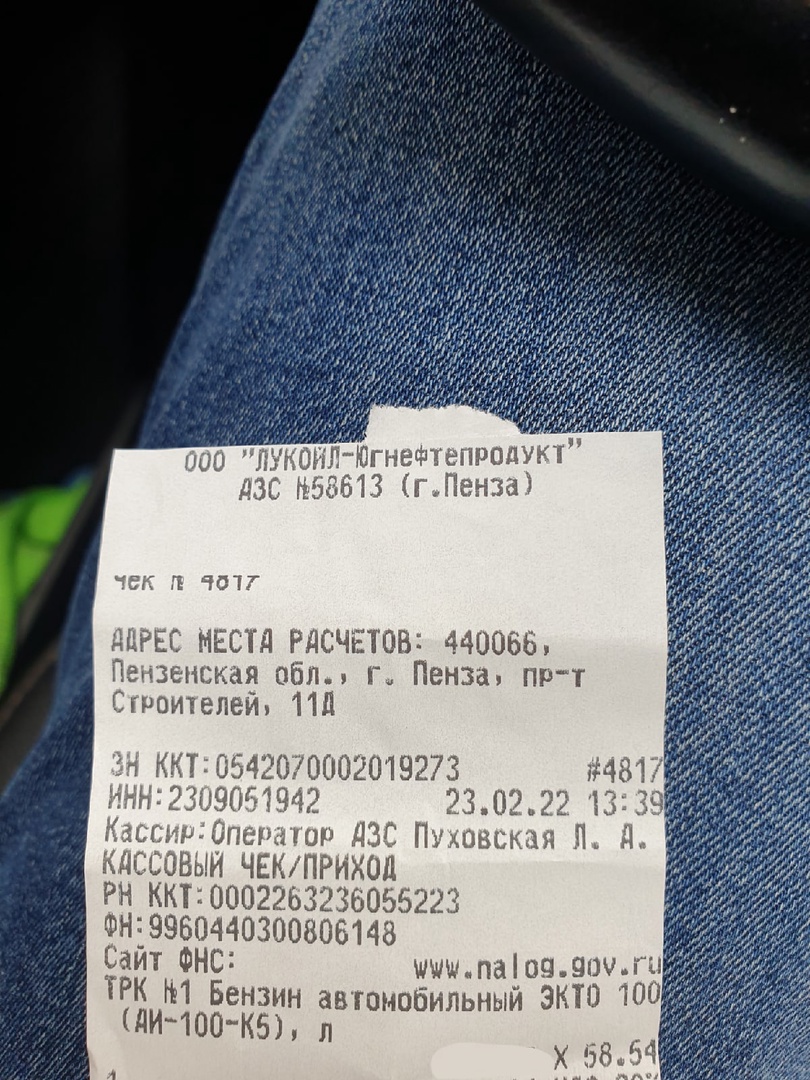 ООО "ЛУКОЙЛ-Югнефтепродукт"
АЗС №58613 (г.Пенза)
чек № 4817
АДРЕС МЕСТА РАСЧЕТОВ: 440066,
Пензенская обл., г. Пенза, пр-т
Строителей, 11Д
ЗН ККТ:0542070002019273 #4817
ИНН:2309051942 23.02.22 13:39
Кассир:Оператор АЗС Пуховская Л. А.
КАССОВЫЙ ЧЕК/ПРИХОД
РН ККТ:0002263236055223
ФН:9960440300806148
Сайт ФНС: www.nalog.gov.ru
ТРК №1 Бензин автомобильный ЭКТО 100
(АИ-100-К5), л
X 58.54